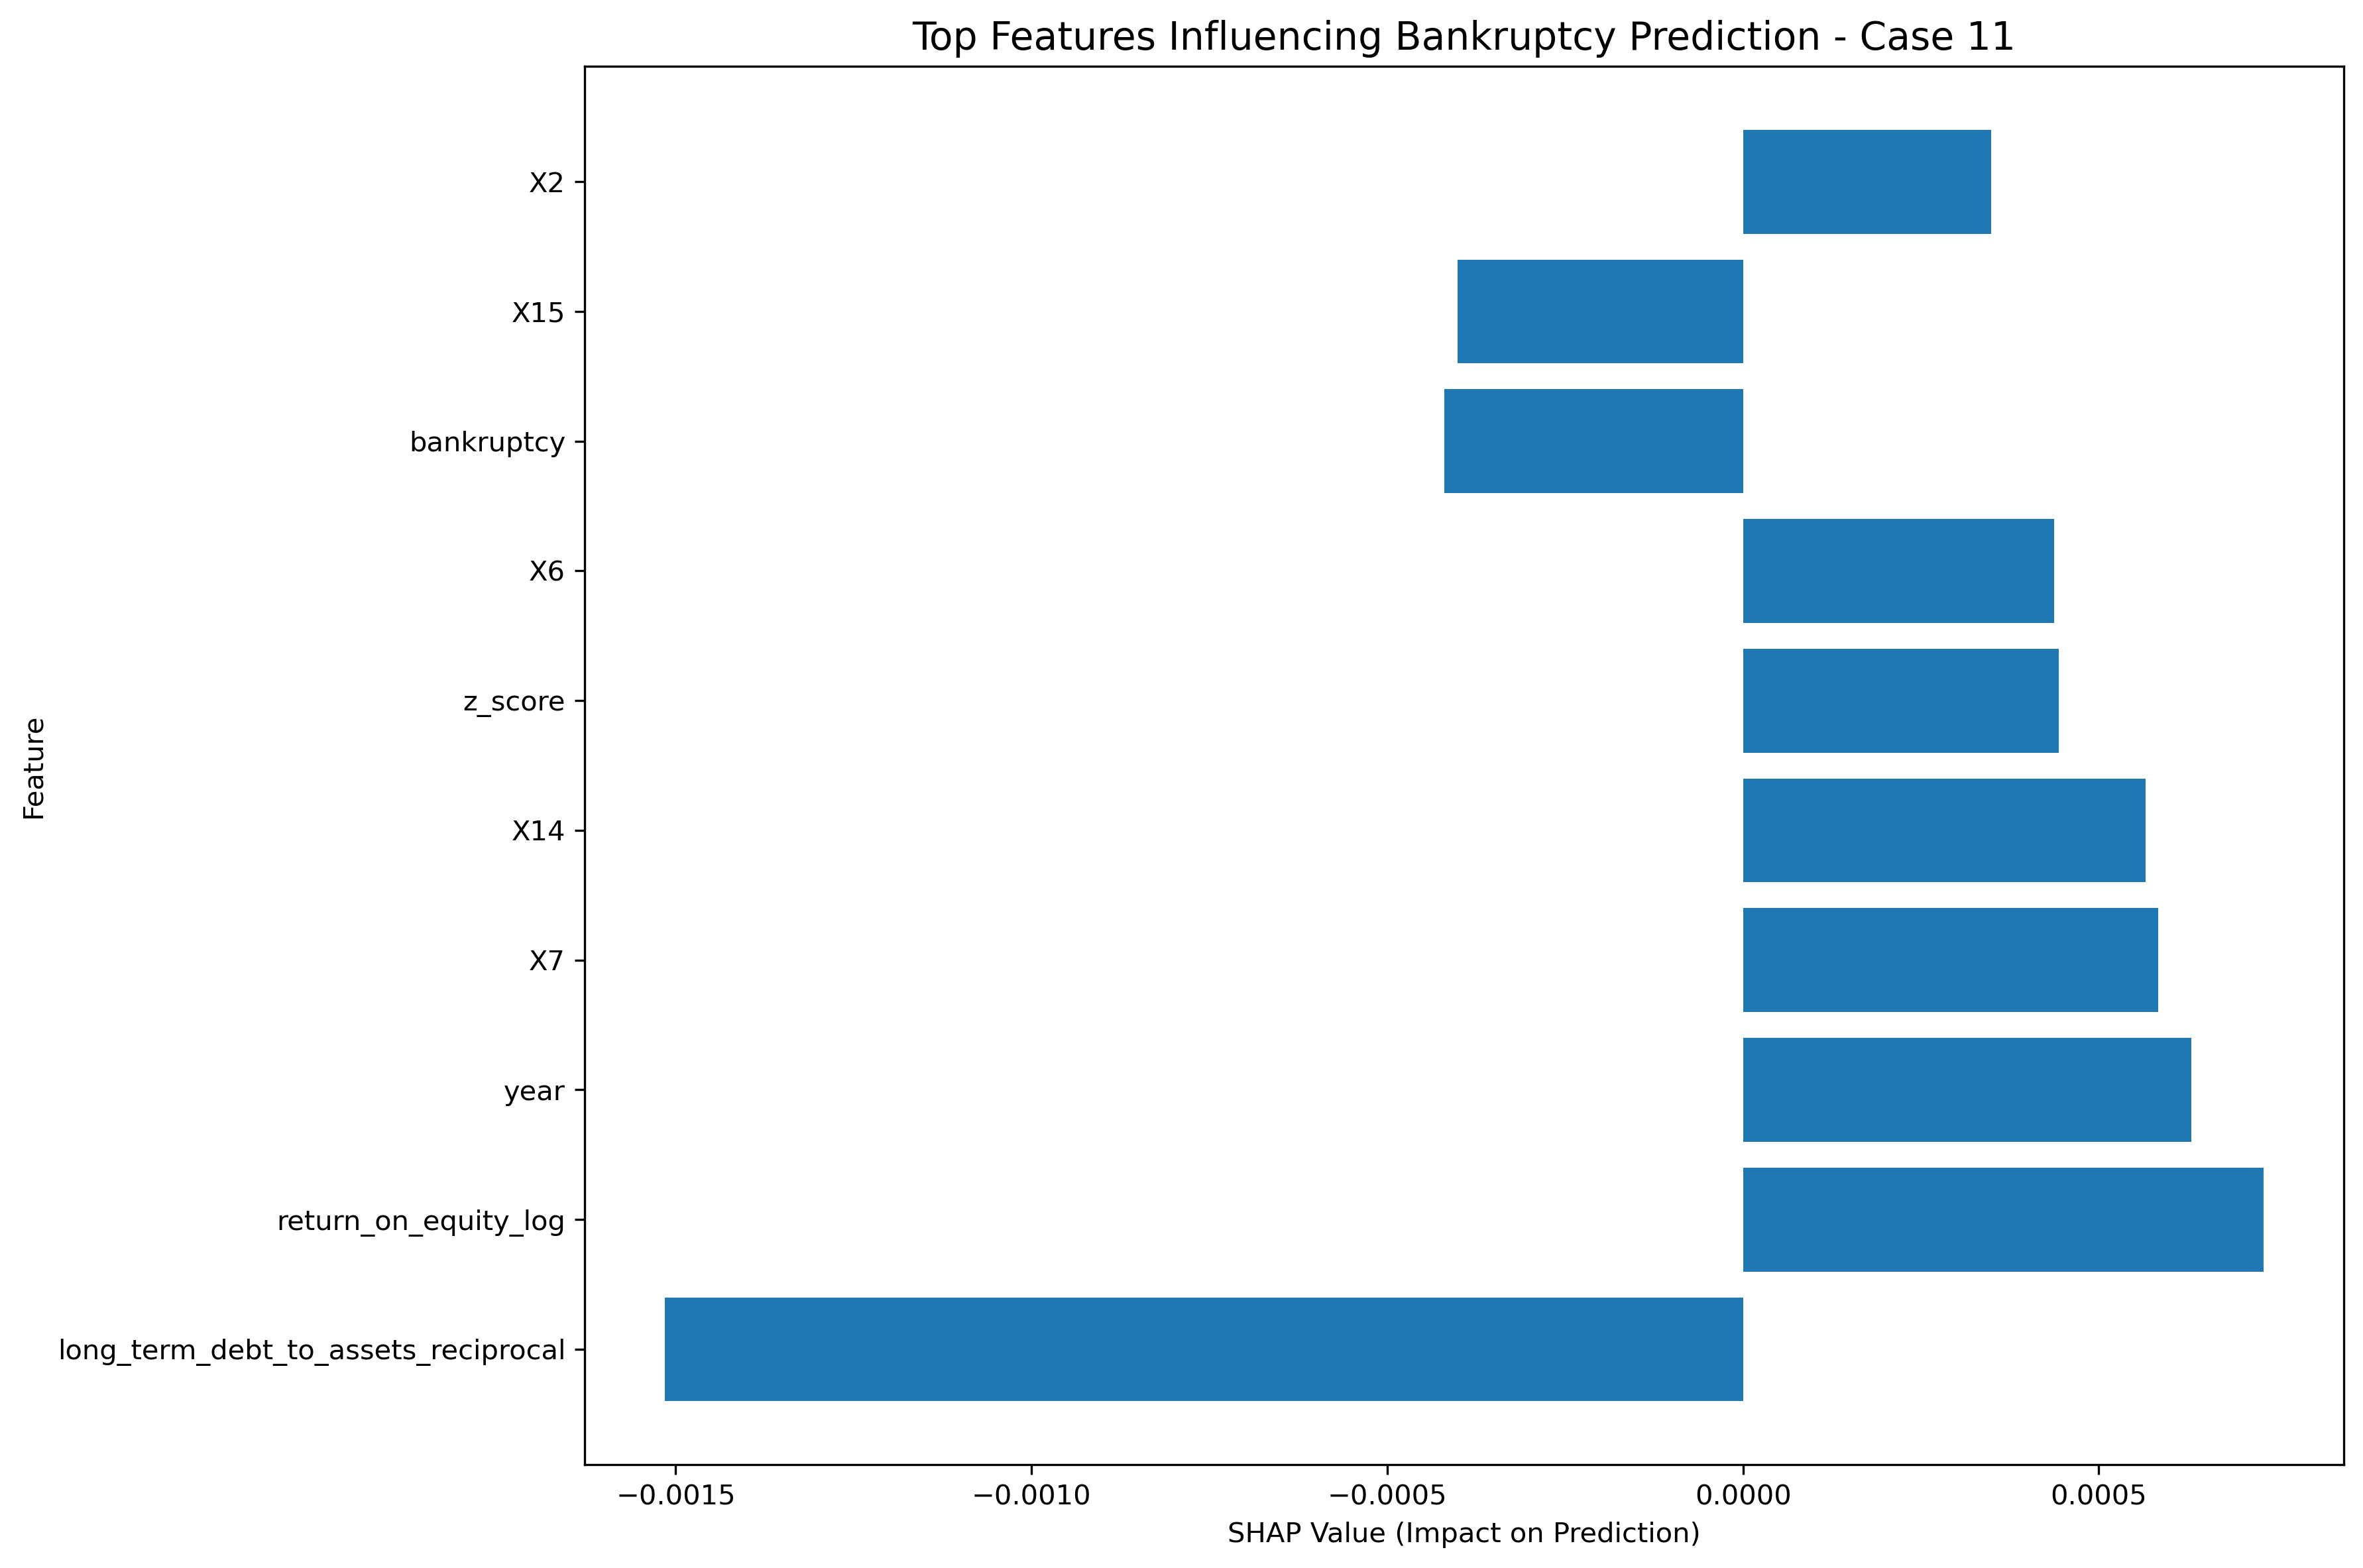 Top Features Influencing Bankruptcy Prediction - Case 11
Feature
X2
X15
bankruptcy
X6
z_score
X14
X7
year
return_on_equity_log
long_term_debt_to_assets_reciprocal
−0.0015 −0.0010 −0.0005 0.0000 0.0005
SHAP Value (Impact on Prediction)